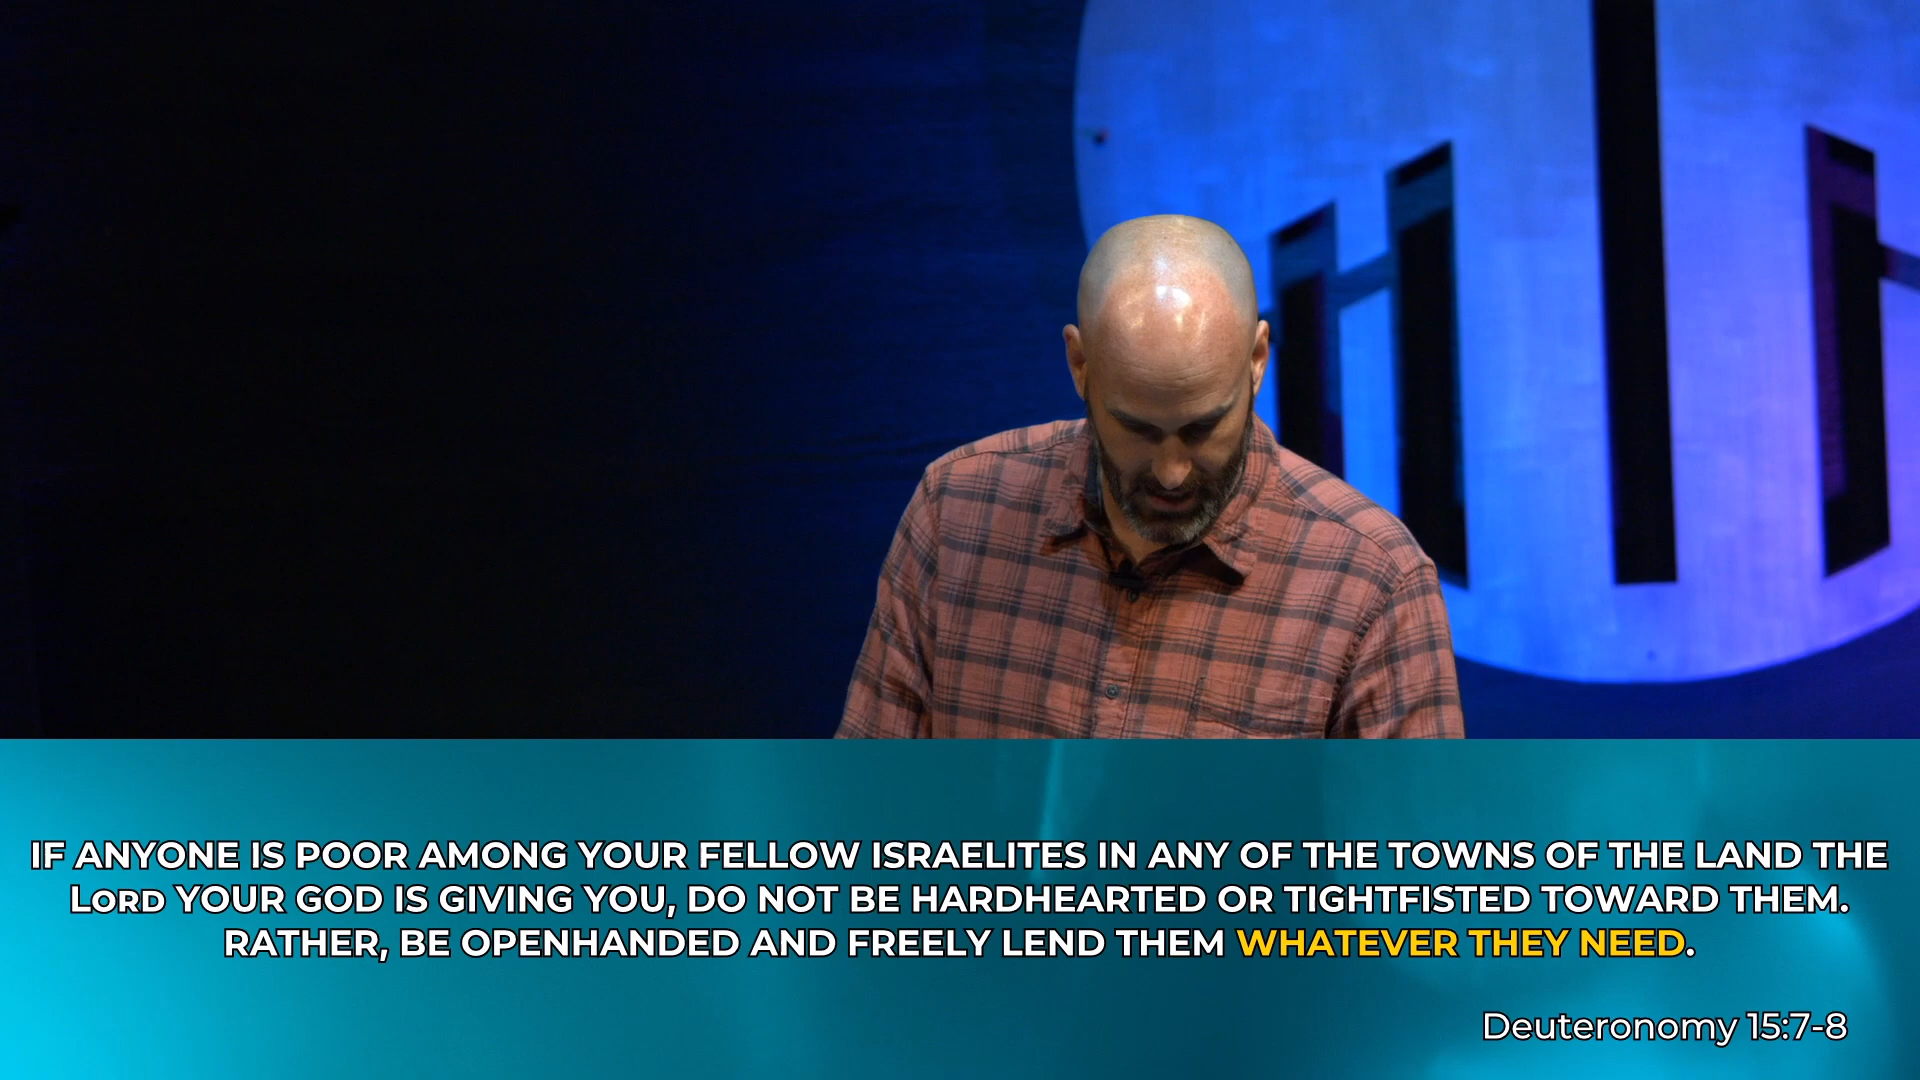 IF ANYONE IS POOR AMONG YOUR FELLOW ISRAELITES IN ANY OF THE TOWNS OF THE LAND THE
LORD YOUR GOD IS GIVING YOU, DO NOT BE HARDHEARTED OR TIGHTFISTED TOWARD THEM.
RATHER, BE OPENHANDED AND FREELY LEND THEM WHATEVER THEY NEED.
Deuteronomy 15:7-8